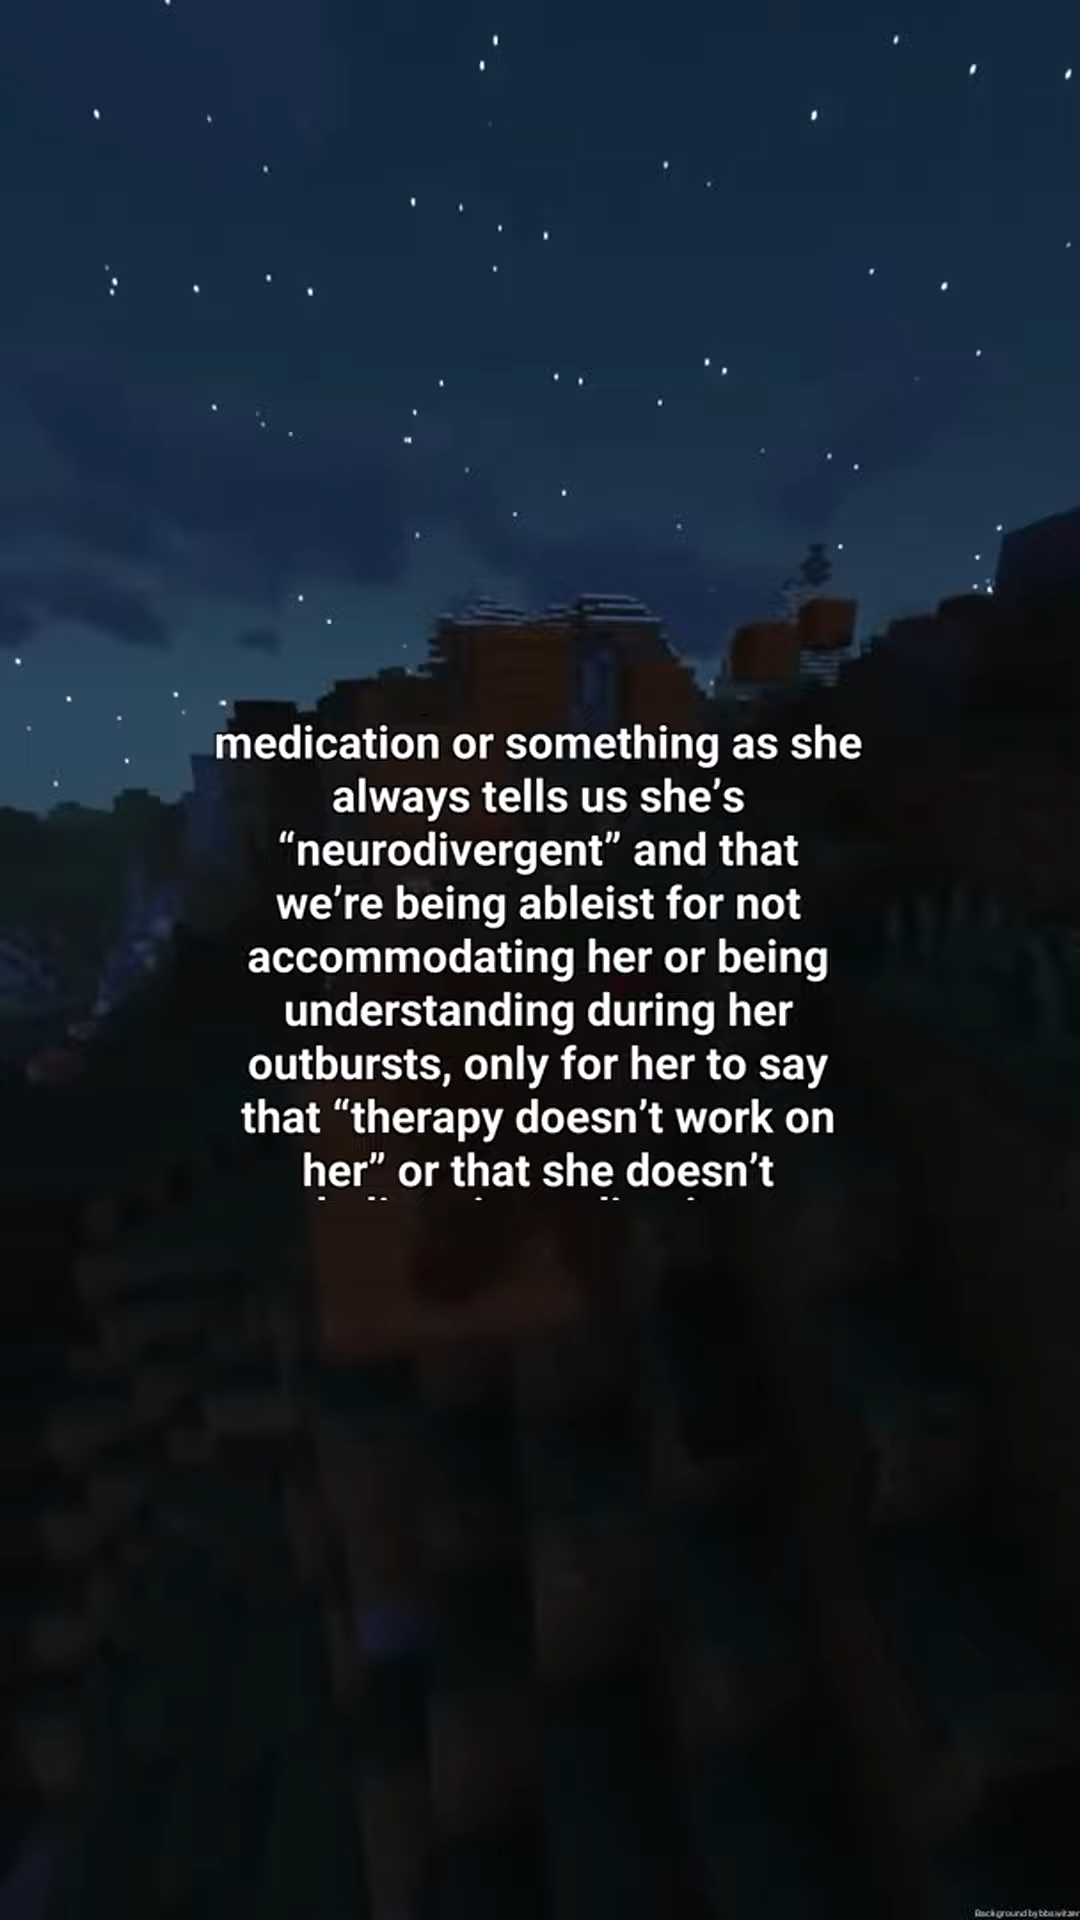 medication or something as she
always tells us she’s
“neurodivergent” and that
we’re being ableist for not
accommodating her or being
understanding during her
outbursts, only for her to say
that “therapy doesn’t work on
her” or that she doesn’t
Background by